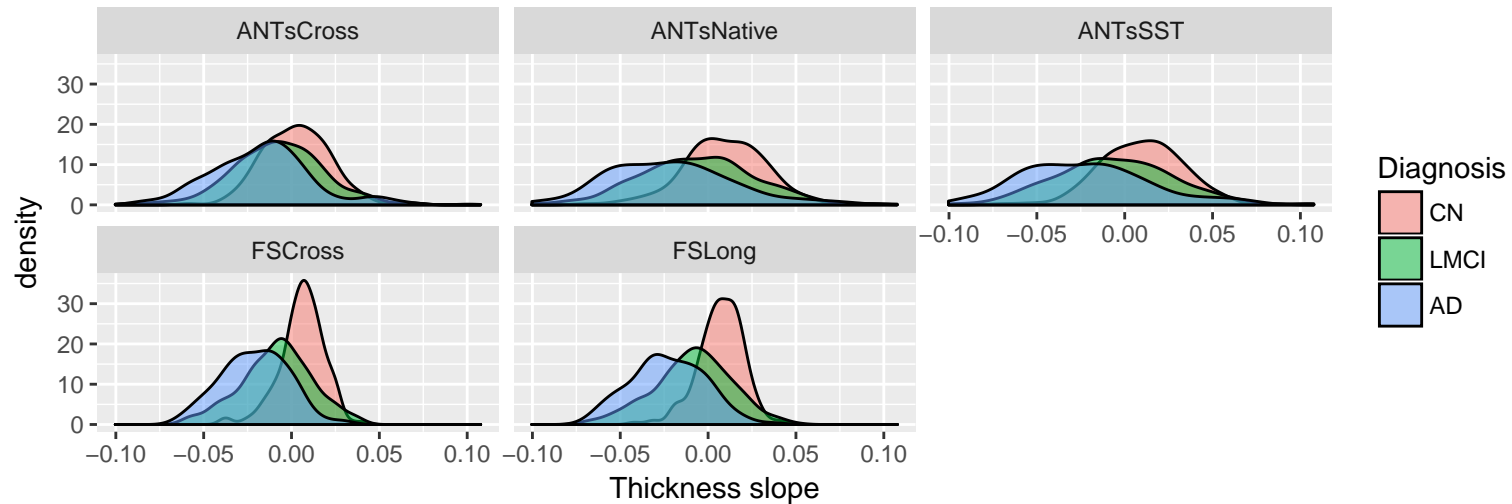 ANTsCross ANTsNative ANTsSST
30
20
10
0
−0.10 −0.05 0.00 0.05 0.10
FSCross FSLong
30
20
10
0
−0.10 −0.05 0.00 0.05 0.10 −0.10 −0.05 0.00 0.05 0.10
Thickness slope
density
Diagnosis
CN
LMCI
AD